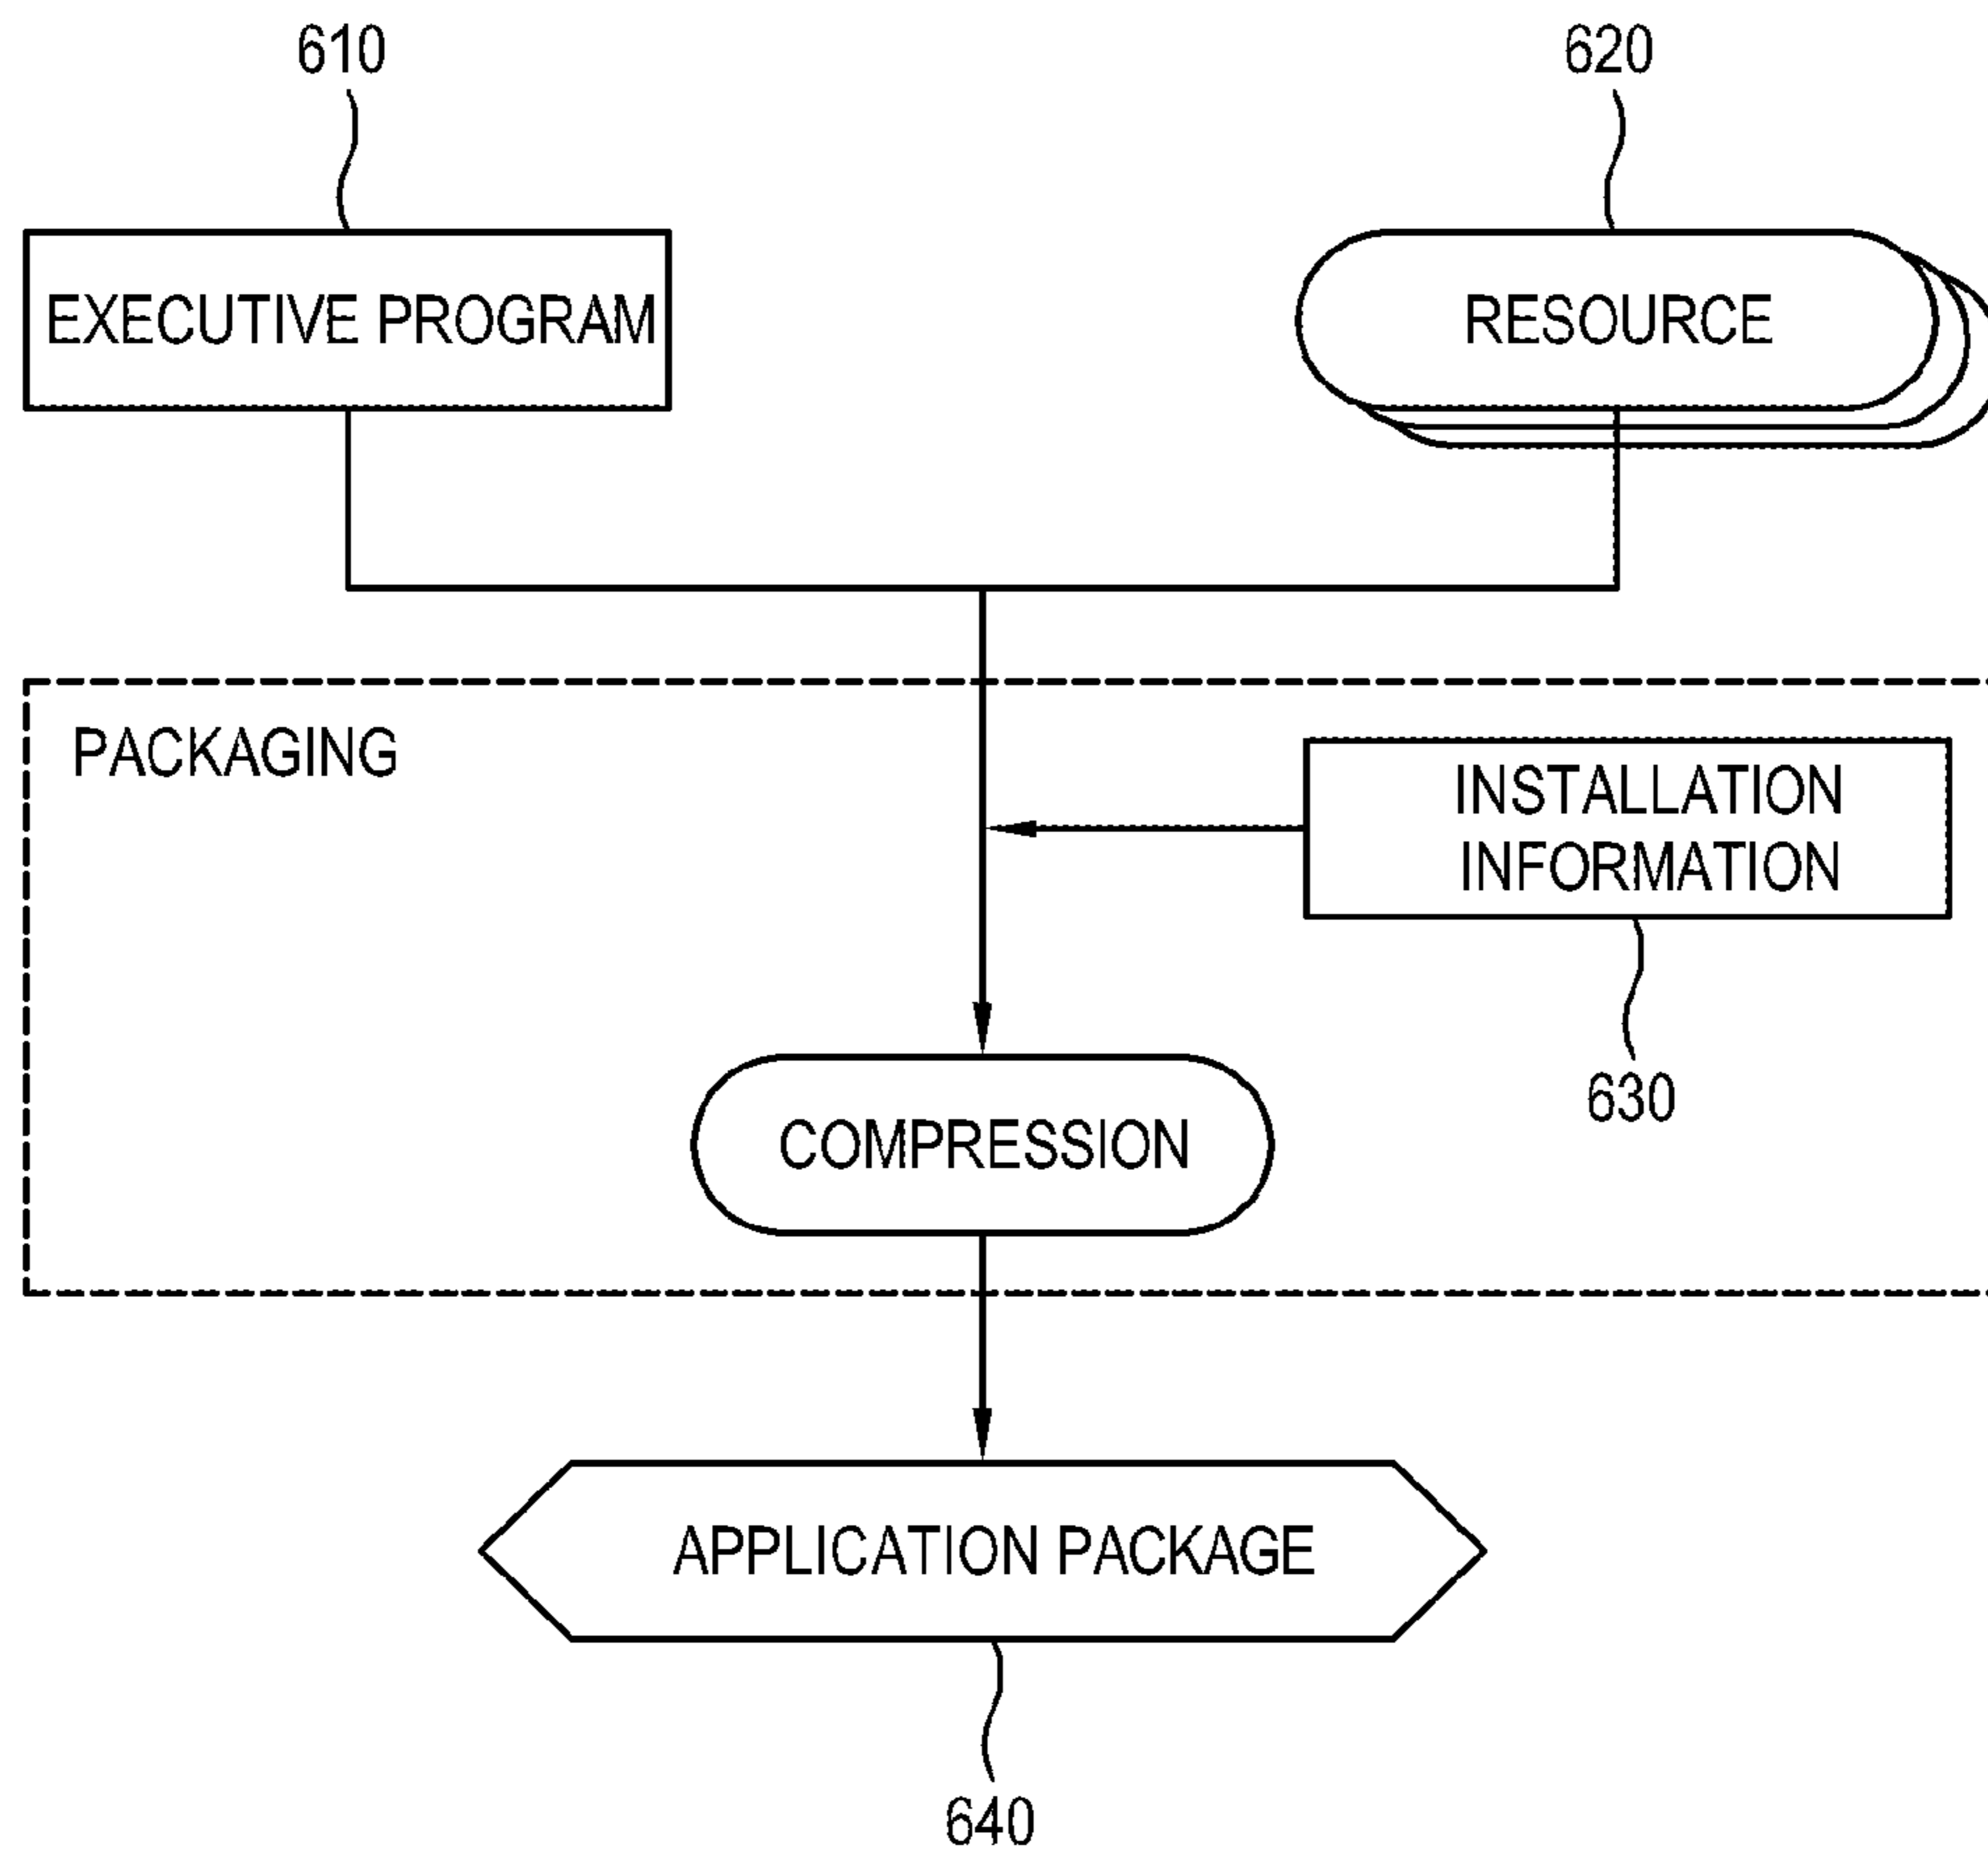 610
620
EXECUTIVE PROGRAM
RESOURCE
PACKAGING
INSTALLATION
INFORMATION
630
COMPRESSION
APPLICATION PACKAGE
640